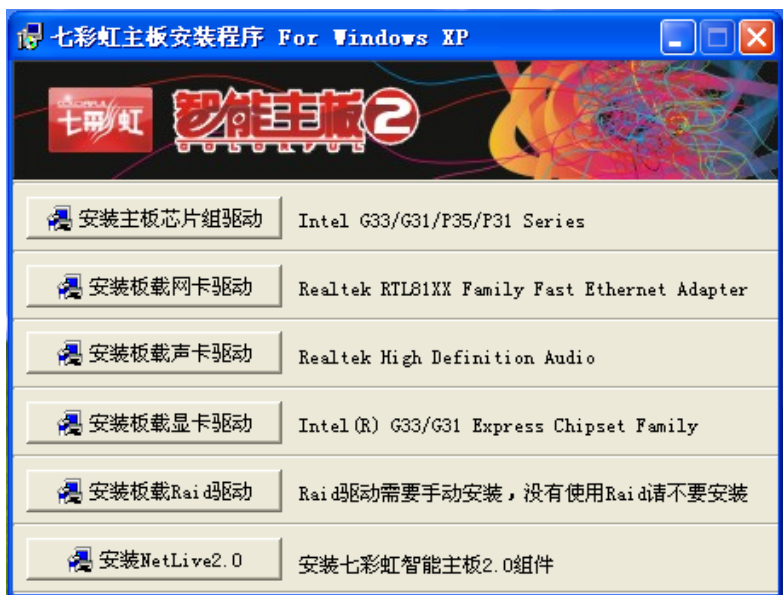 七彩虹主板安装程序 For Windows XP
COLORFUL
七彩虹
智能主板2
COLORFUL
安装主板芯片组驱动 Intel G33/G31/P35/P31 Series
安装板载网卡驱动 Realtek RTL81XX Family Fast Ethernet Adapter
安装板载声卡驱动 Realtek High Definition Audio
安装板载显卡驱动 Intel(R) G33/G31 Express Chipset Family
安装板载Raid驱动 Raid驱动需要手动安装，没有使用Raid请不要安装
安装NetLive2.0 安装七彩虹智能主板2.0组件